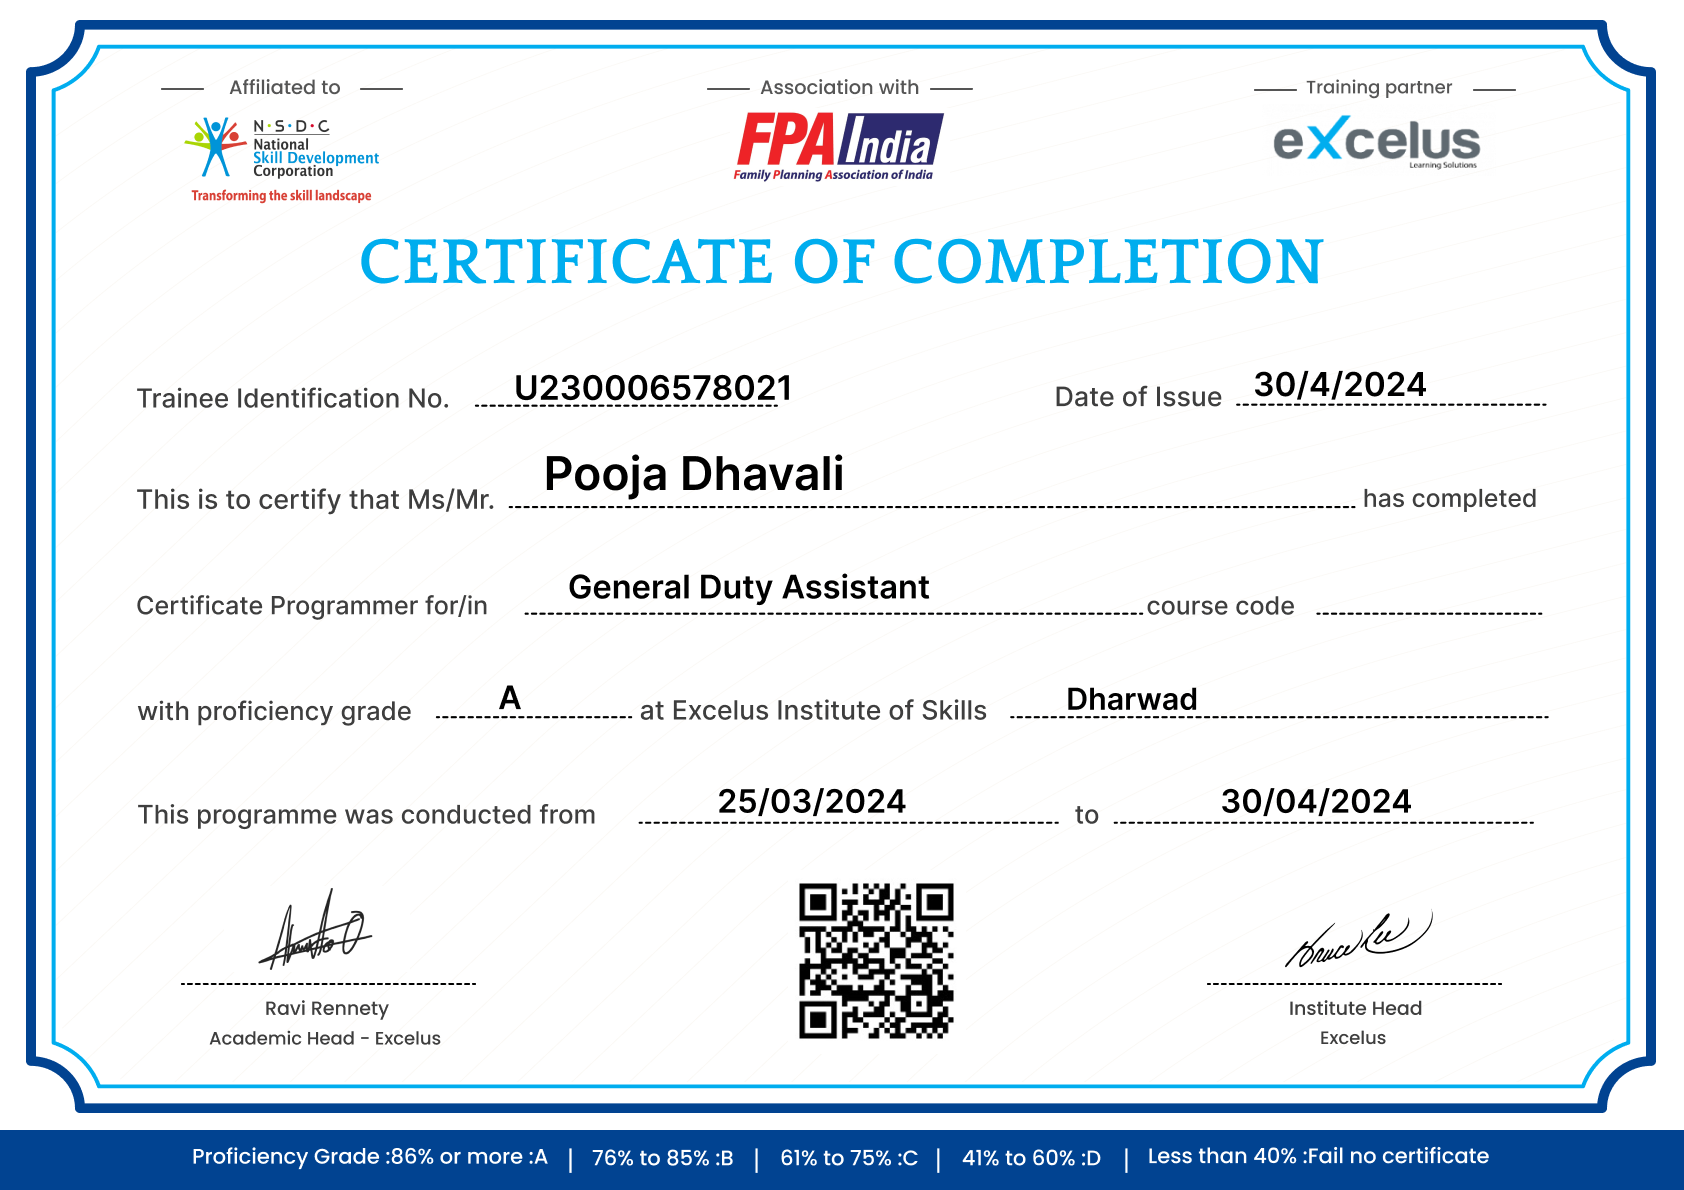 Affiliated to
Association with
Training partner
N·S·D·C
National
Skill Development
Corporation
Transforming the skill landscape
FPA India
Family Planning Association of India
eXcelus
Learning Solutions
CERTIFICATE OF COMPLETION
Trainee Identification No. U230006578021 Date of Issue 30/4/2024
This is to certify that Ms/Mr. Pooja Dhavali has completed
Certificate Programmer for/in General Duty Assistant course code
with proficiency grade A at Excelus Institute of Skills Dharwad
This programme was conducted from 25/03/2024 to 30/04/2024
Bruce Lee
Ravi Rennety
Academic Head - Excelus
Institute Head
Excelus
Proficiency Grade :86% or more :A | 76% to 85% :B | 61% to 75% :C | 41% to 60% :D | Less than 40% :Fail no certificate